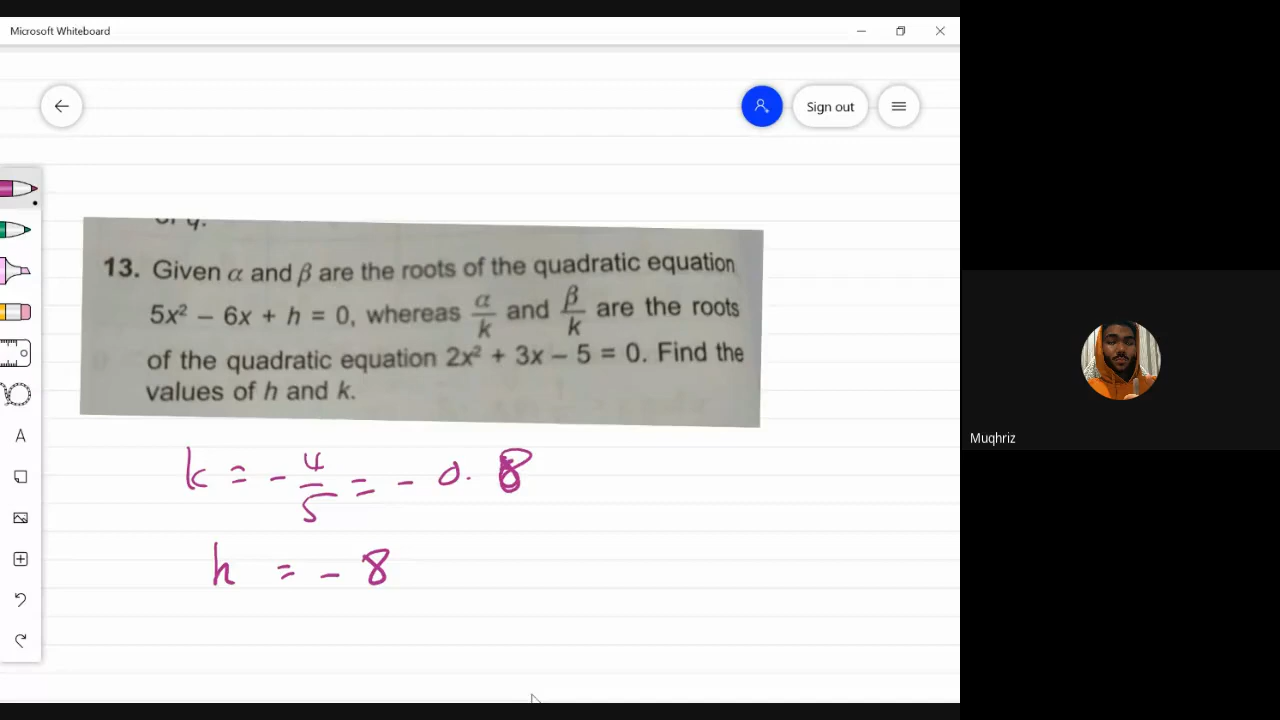 Microsoft Whiteboard
Sign out
13. Given α and β are the roots of the quadratic equation
5x² − 6x + h = 0, whereas α/k and β/k are the roots
of the quadratic equation 2x² + 3x − 5 = 0. Find the
values of h and k.
k = - 4/5 = - 0.8
h = - 8
A
Muqhriz